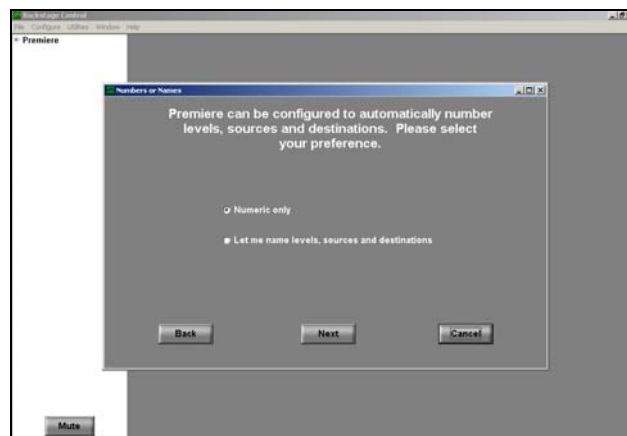 Backstage Control
File Configure Utilities Window Help
Premiere
Numbers or Names
Premiere can be configured to automatically number
levels, sources and destinations. Please select
your preference.
Numeric only
Let me name levels, sources and destinations
Back Next Cancel
Mute